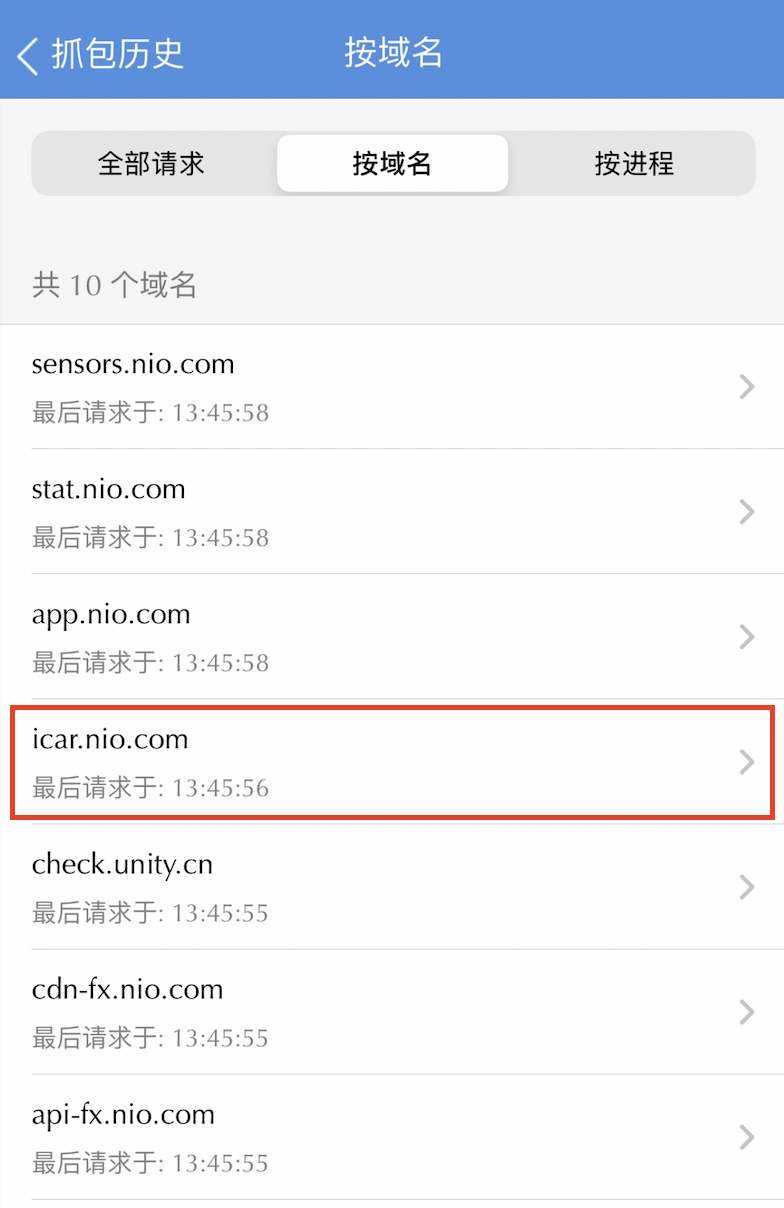 抓包历史
按域名
全部请求
按域名
按进程
共 10 个域名
sensors.nio.com
最后请求于: 13:45:58
stat.nio.com
最后请求于: 13:45:58
app.nio.com
最后请求于: 13:45:58
icar.nio.com
最后请求于: 13:45:56
check.unity.cn
最后请求于: 13:45:55
cdn-fx.nio.com
最后请求于: 13:45:55
api-fx.nio.com
最后请求于: 13:45:55